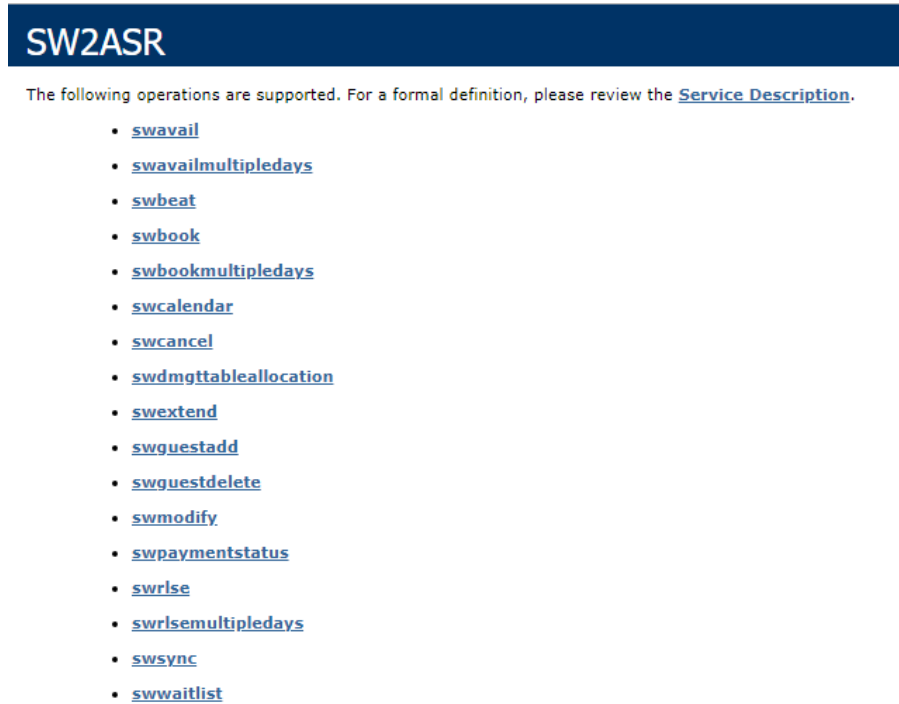 SW2ASR
The following operations are supported. For a formal definition, please review the Service Description.
• swavail
• swavailmultipledays
• swbeat
• swbook
• swbookmultipledays
• swcalendar
• swcancel
• swdmgttableallocation
• swextend
• swguestadd
• swguestdelete
• swmodify
• swpaymentstatus
• swrlse
• swrlsemultipledays
• swsync
• swwaitlist